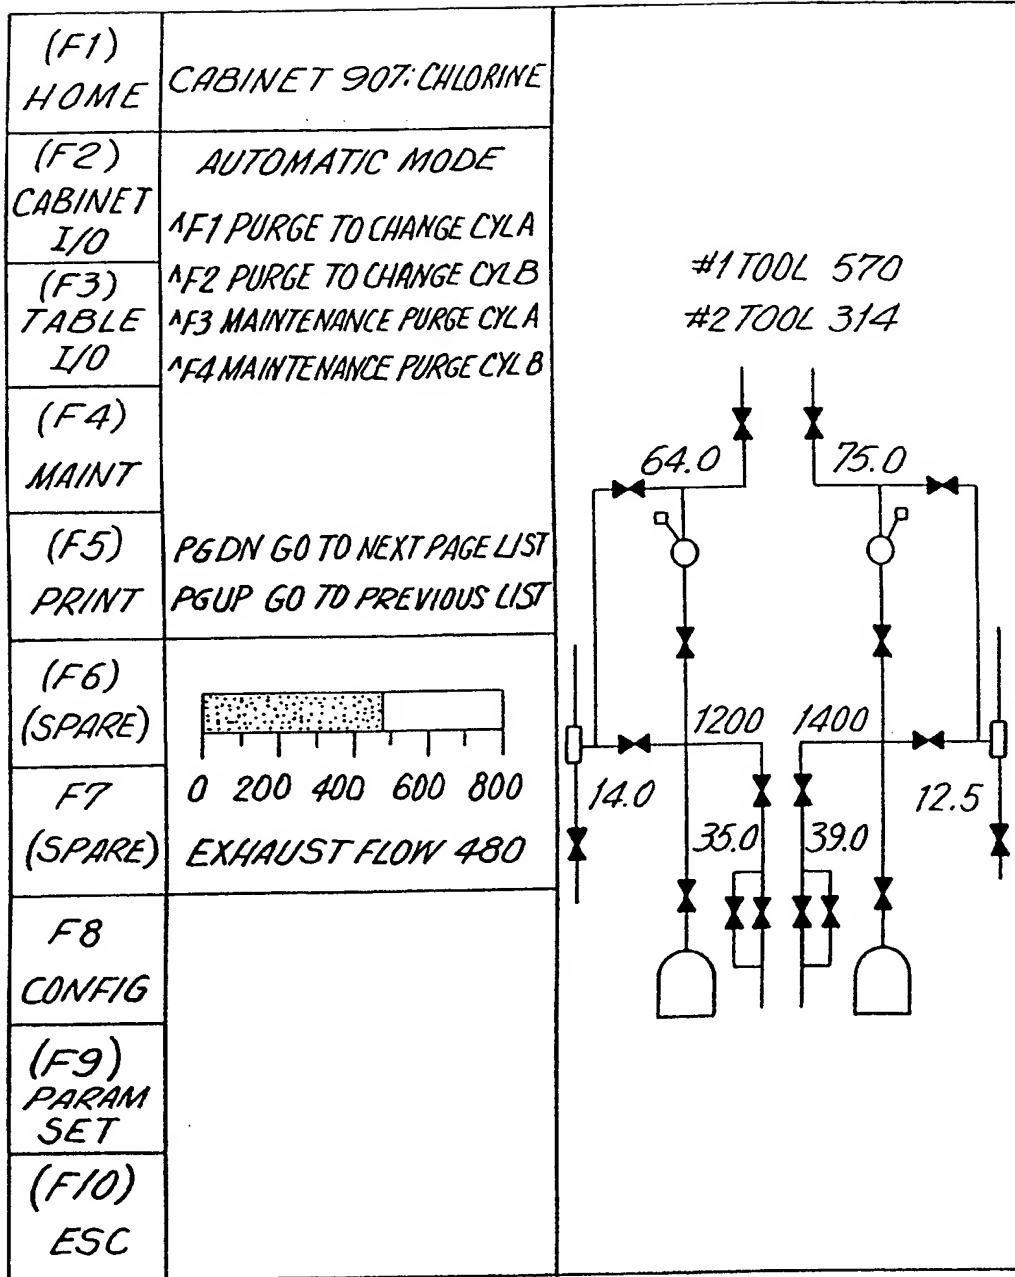 (F1)
HOME
CABINET 907: CHLORINE
(F2)
CABINET
I/O
AUTOMATIC MODE
^F1 PURGE TO CHANGE CYL A
^F2 PURGE TO CHANGE CYL B
^F3 MAINTENANCE PURGE CYL A
^F4 MAINTENANCE PURGE CYL B
(F3)
TABLE
I/O
(F4)
MAINT
(F5)
PRINT
PGDN GO TO NEXT PAGE LIST
PGUP GO TO PREVIOUS LIST
(F6)
(SPARE)
F7
(SPARE)
0 200 400 600 800
EXHAUST FLOW 480
F8
CONFIG
(F9)
PARAM
SET
(F10)
ESC
#1 TOOL 570
#2 TOOL 314
64.0 75.0
1200 1400
14.0 12.5
35.0 39.0